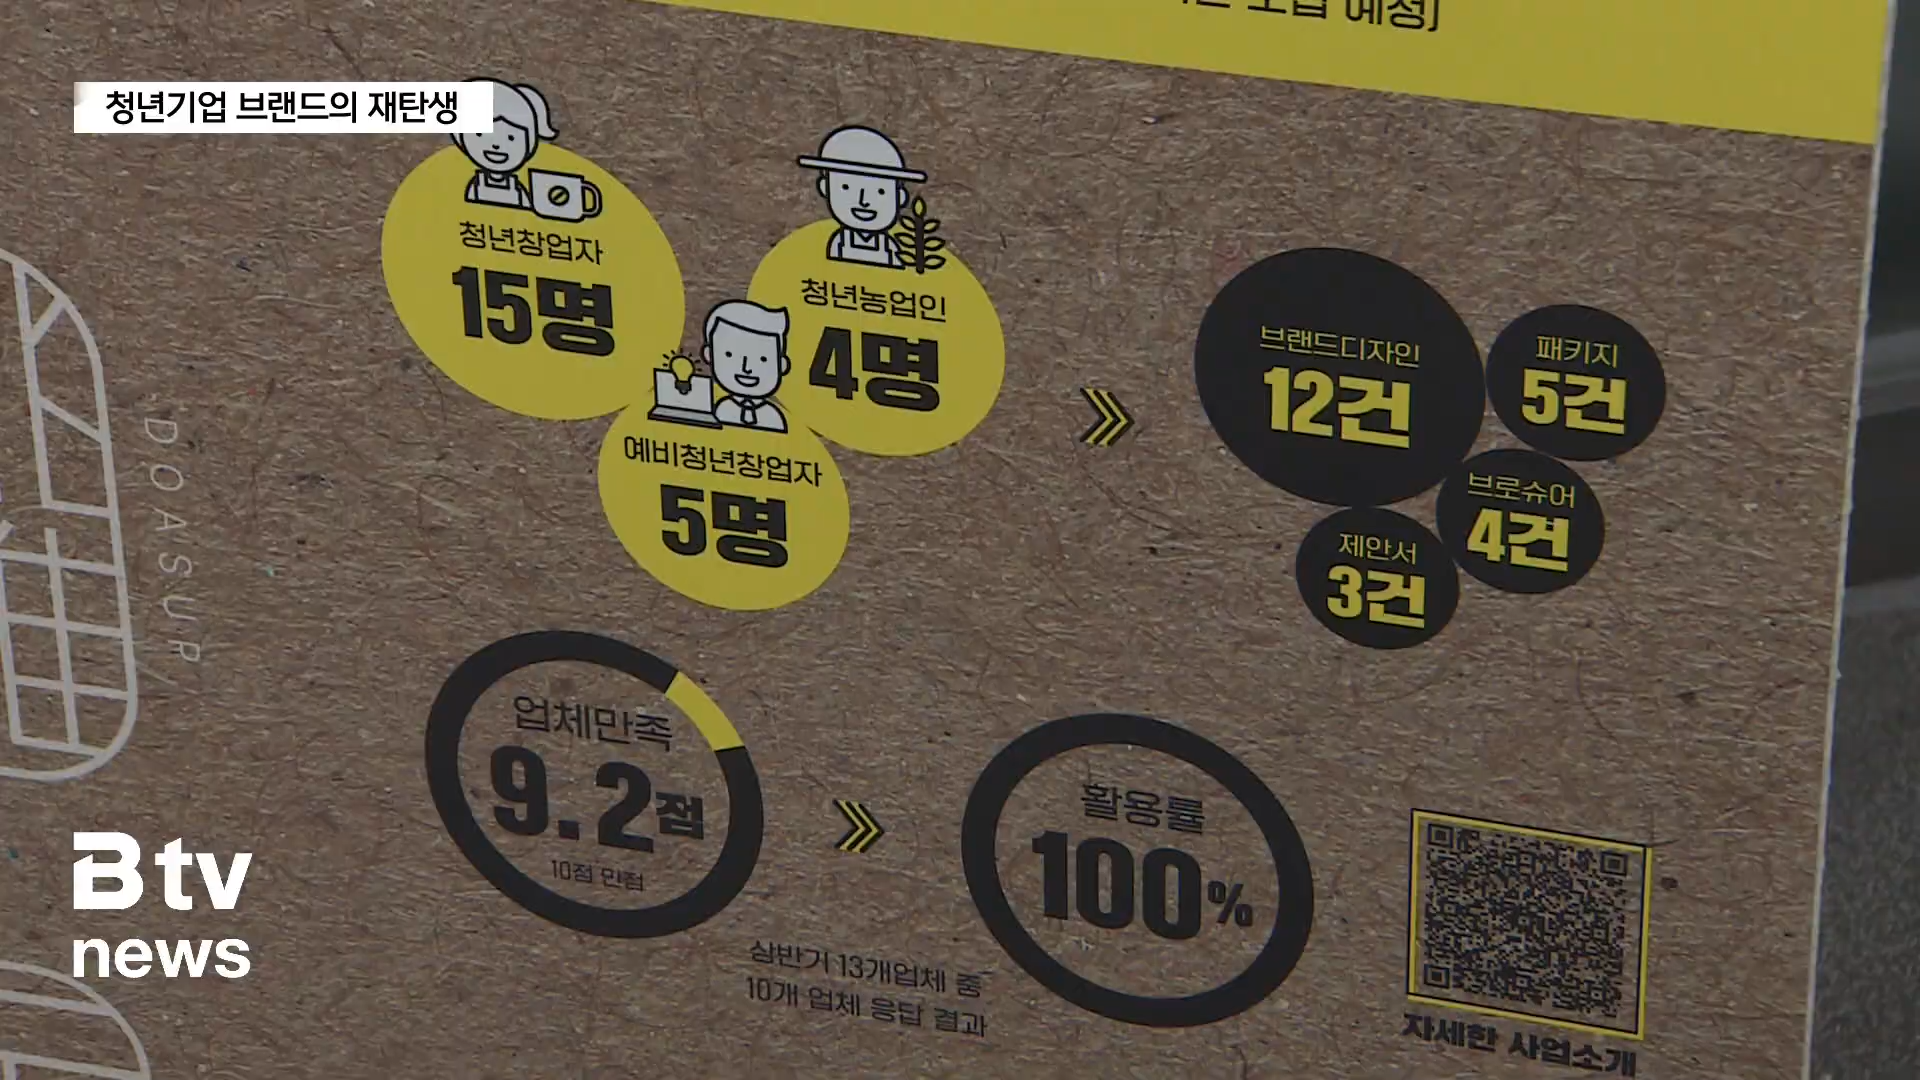 예정]
청년기업 브랜드의 재탄생
청년창업자
15명
청년농업인
4명
예비청년창업자
5명
브랜드디자인
12건
패키지
5건
브로슈어
4건
제안서
3건
DOASUP
업체만족
9.2점
10점 만점
활용률
100%
상반기 13개업체 중
10개 업체 응답 결과
자세한 사업소개
B tv
news